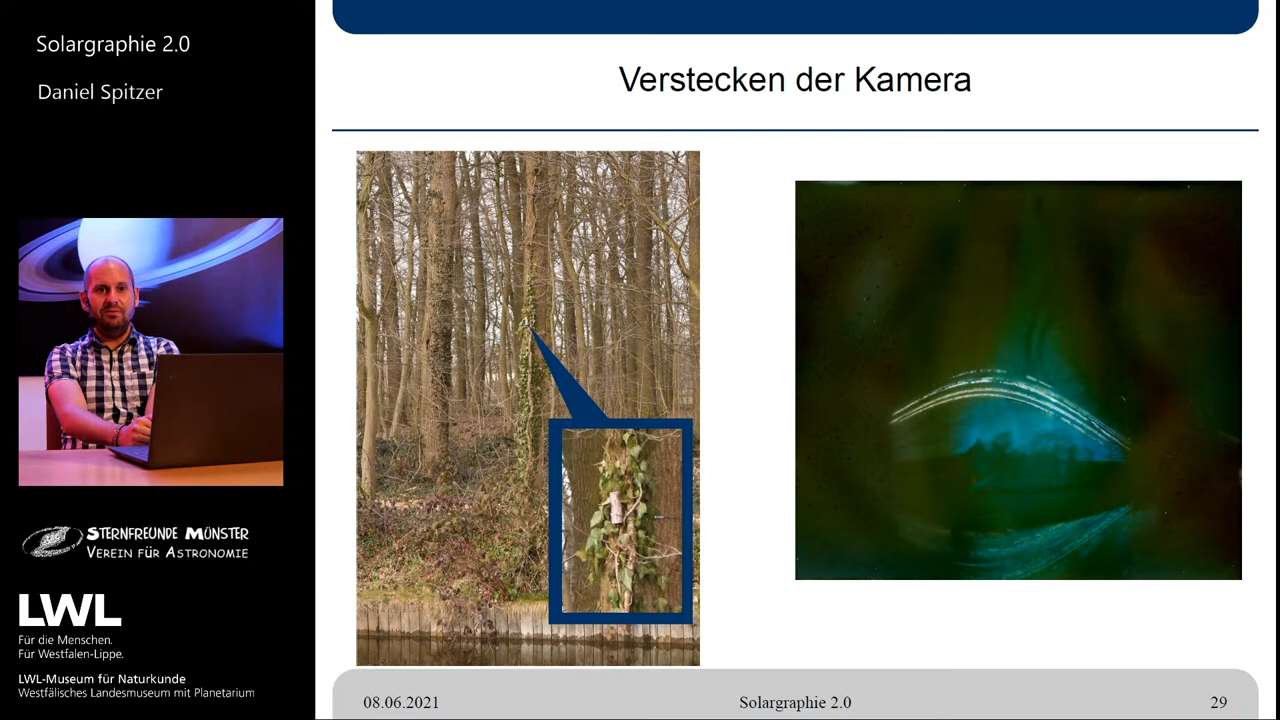 Solargraphie 2.0
Daniel Spitzer
STERNFREUNDE MÜNSTER
VEREIN FÜR ASTRONOMIE
LWL
Für die Menschen.
Für Westfalen-Lippe.
LWL-Museum für Naturkunde
Westfälisches Landesmuseum mit Planetarium
Verstecken der Kamera
08.06.2021 Solargraphie 2.0 29